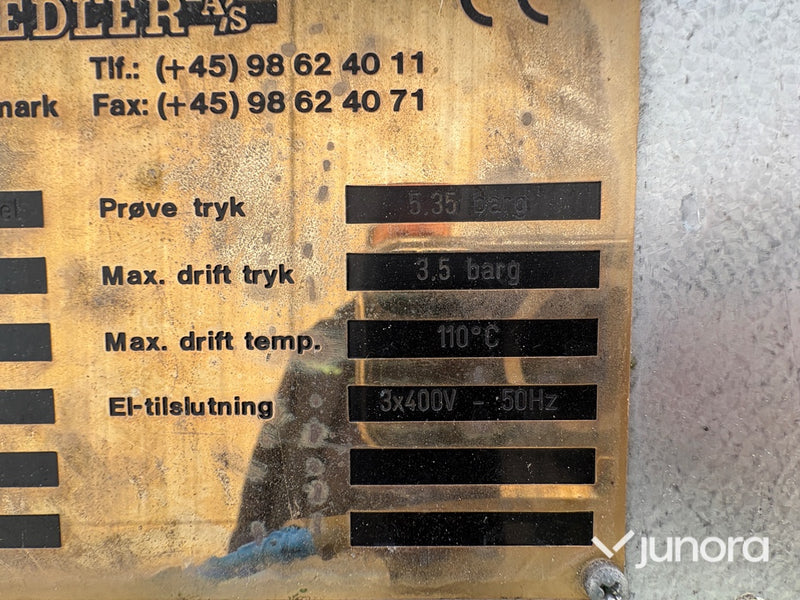 EDLER A/S CE
Tlf.: (+45) 98 62 40 11
mark Fax: (+45) 98 62 40 71
Prøve tryk 5.35 barg
Max. drift tryk 3.5 barg
Max. drift temp. 110°C
El-tilslutning 3x400V - 50Hz
junora